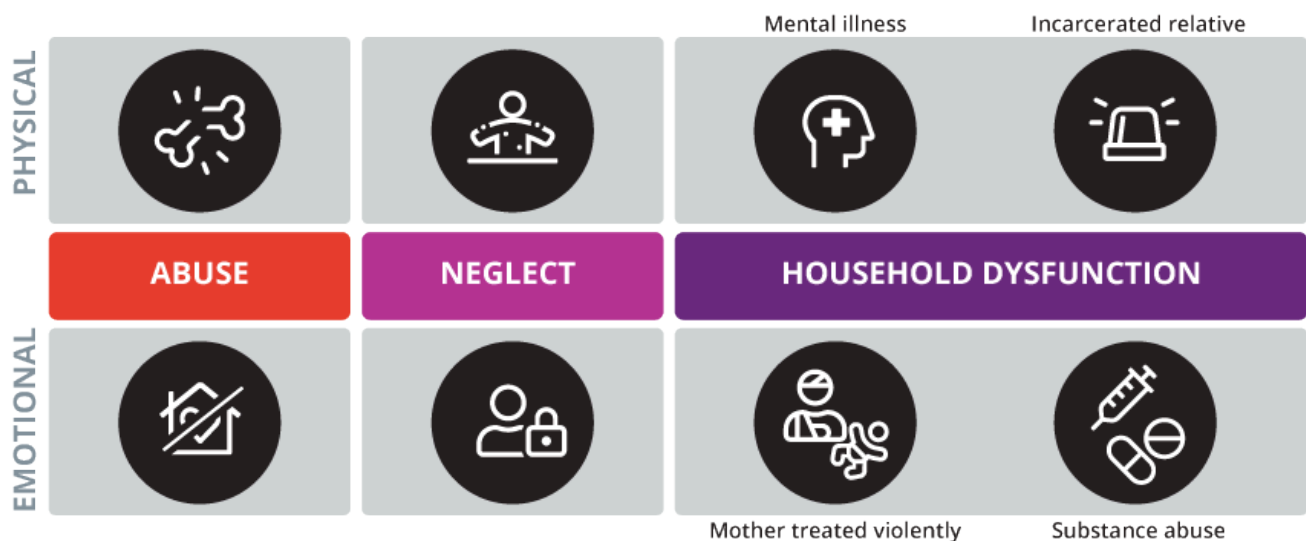 Mental illness
Incarcerated relative
PHYSICAL
ABUSE
NEGLECT
HOUSEHOLD DYSFUNCTION
EMOTIONAL
Mother treated violently
Substance abuse